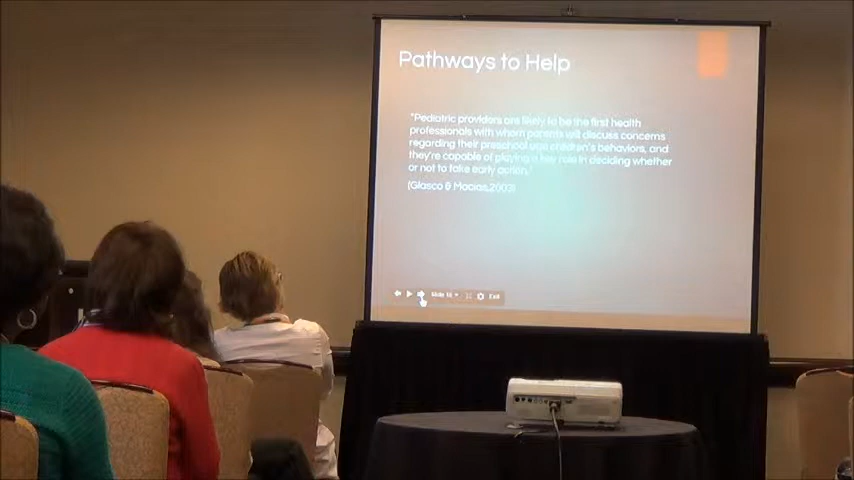 Pathways to Help
"Pediatric providers are likely to be the first health
professionals with whom parents will discuss concerns
regarding their preschool age children's behaviors, and
they're capable of playing a key role in deciding whether
or not to take early action."
(Glasco & Macias,2003)
Slide
Exit